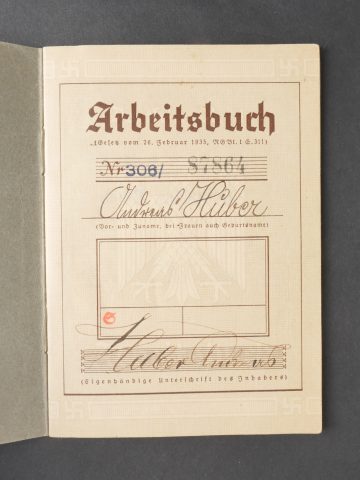 Arbeitsbuch
(Gesetz vom 26. Februar 1935, RGBl. I S. 311)
Nr 306/ 87864
Andreas Huber
(Vor- und Zuname, bei Frauen auch Geburtsname)
Huber Andreas
(Eigenhändige Unterschrift des Inhabers)